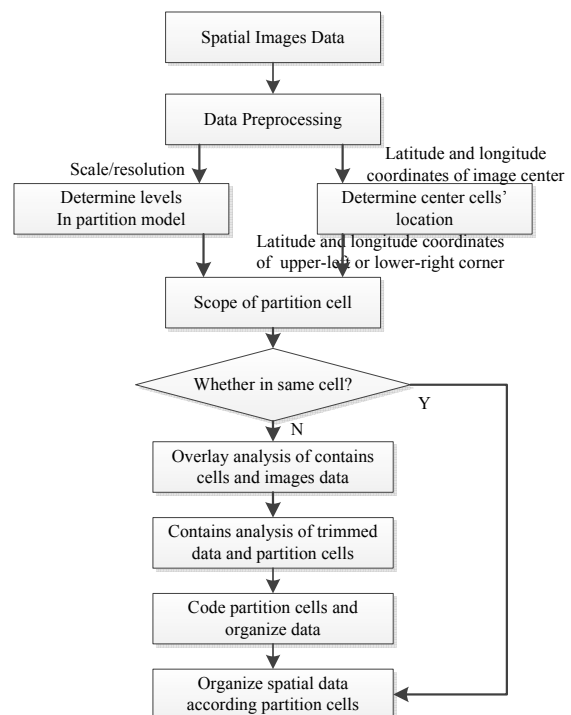 Spatial Images Data
Data Preprocessing
Scale/resolution
Latitude and longitude
coordinates of image center
Determine levels
In partition model
Determine center cells'
location
Latitude and longitude coordinates
of upper-left or lower-right corner
Scope of partition cell
Whether in same cell?
Y
N
Overlay analysis of contains
cells and images data
Contains analysis of trimmed
data and partition cells
Code partition cells and
organize data
Organize spatial data
according partition cells